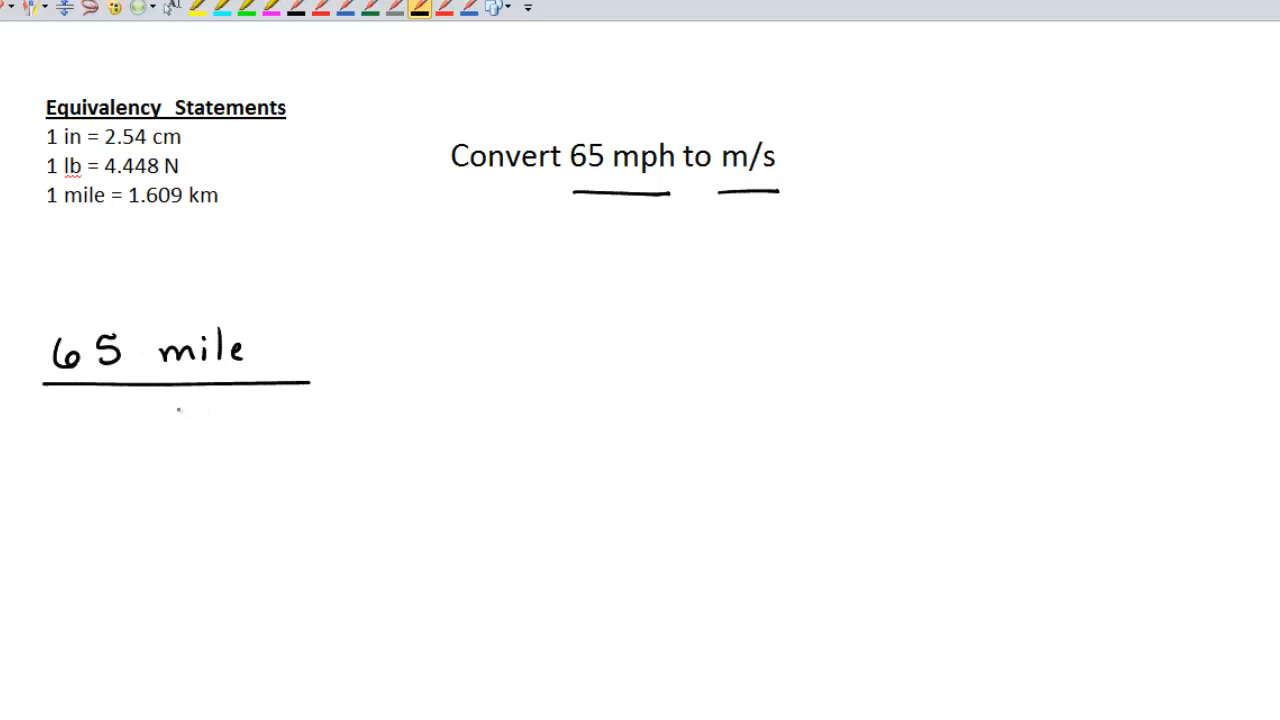 Equivalency Statements
1 in = 2.54 cm
1 lb = 4.448 N
1 mile = 1.609 km
Convert 65 mph to m/s
65 mile